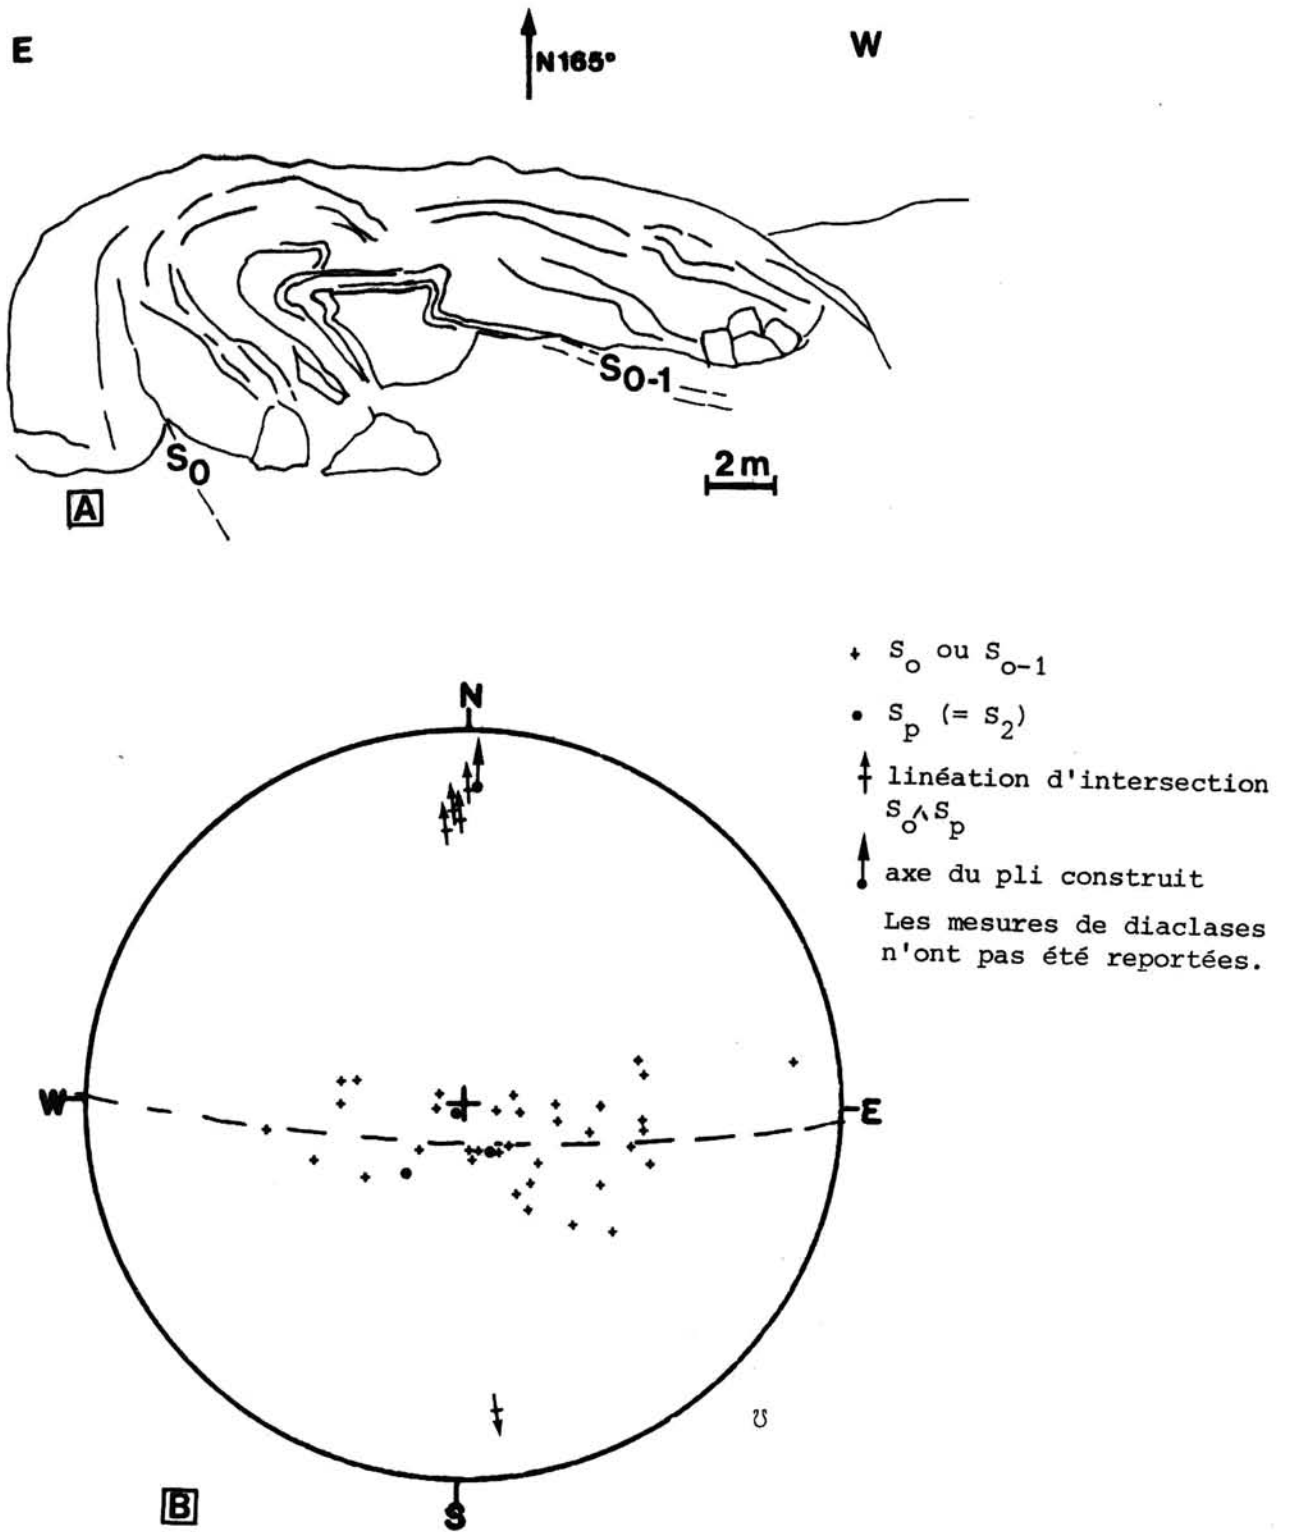 E
N165°
W
S0-1
S0
2m
A
+ So ou So-1
• Sp (= S2)
linéation d'intersection
So∧Sp
axe du pli construit
Les mesures de diaclases
n'ont pas été reportées.
N
W
E
S
B